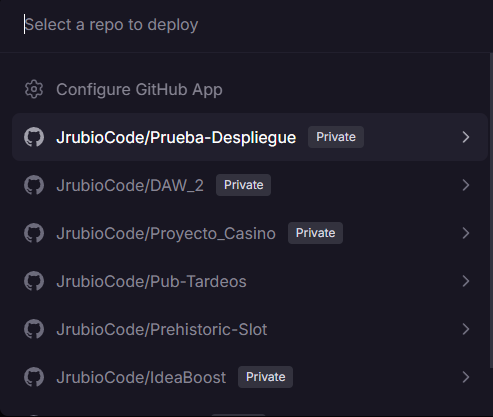 Select a repo to deploy
Configure GitHub App
JrubioCode/Prueba-Despliegue Private
JrubioCode/DAW_2 Private
JrubioCode/Proyecto_Casino Private
JrubioCode/Pub-Tardeos
JrubioCode/Prehistoric-Slot
JrubioCode/IdeaBoost Private